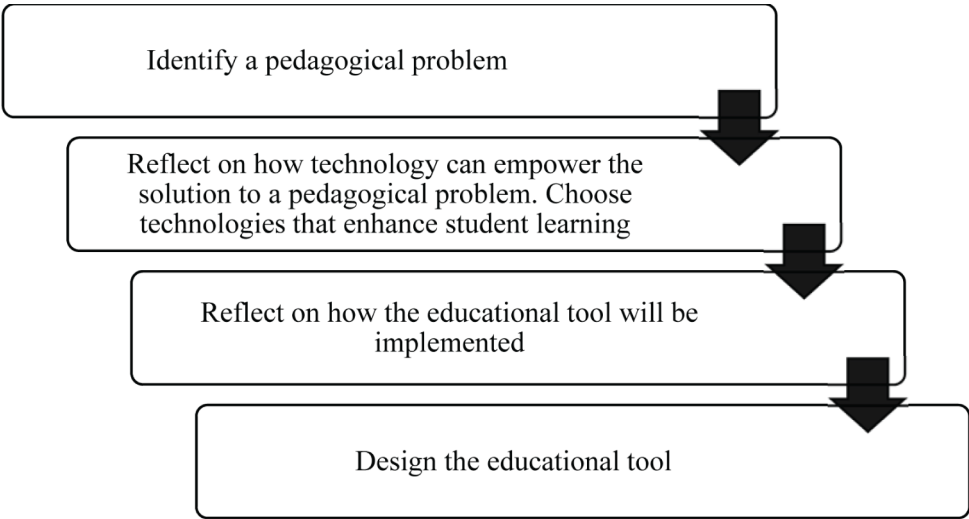 Identify a pedagogical problem
Reflect on how technology can empower the
solution to a pedagogical problem. Choose
technologies that enhance student learning
Reflect on how the educational tool will be
implemented
Design the educational tool